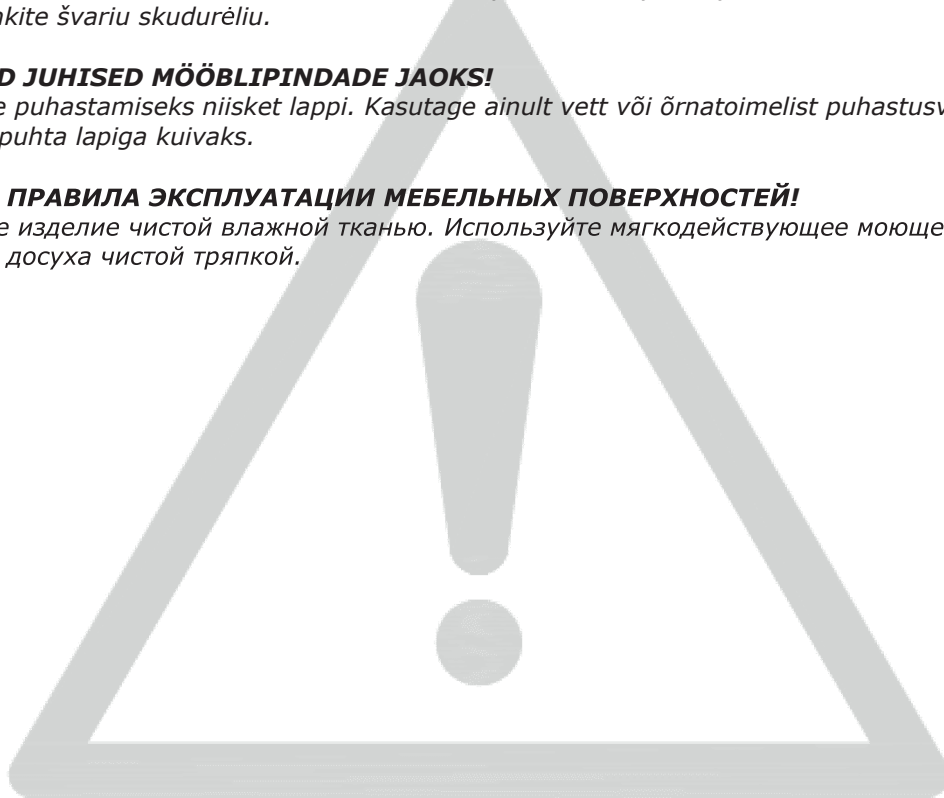 kite švariu skudurėliu.
D JUHISED MÖÖBLIPINDADE JAOKS!
e puhastamiseks niisket lappi. Kasutage ainult vett või õrnatoimelist puhastusv
puhta lapiga kuivaks.
ПРАВИЛА ЭКСПЛУАТАЦИИ МЕБЕЛЬНЫХ ПОВЕРХНОСТЕЙ!
е изделие чистой влажной тканью. Используйте мягкодействующее моюще
досуха чистой тряпкой.